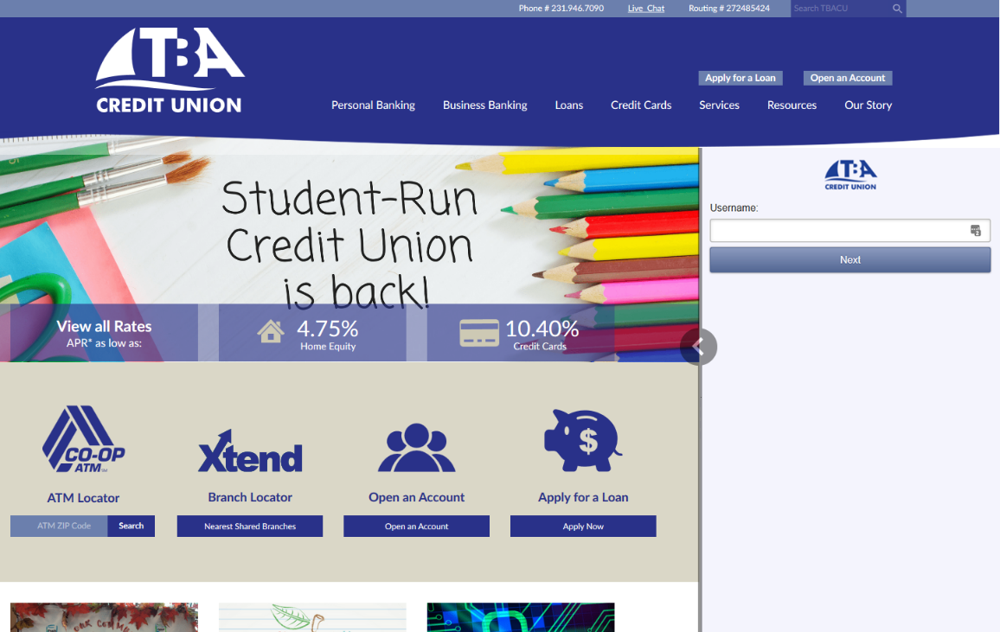 Phone # 231.946.7090
Live Chat
Routing # 272485424
Search TBACU
TBA
CREDIT UNION
Apply for a Loan
Open an Account
Personal Banking
Business Banking
Loans
Credit Cards
Services
Resources
Our Story
Student-Run
Credit Union
is back!
View all Rates
APR* as low as:
4.75%
Home Equity
10.40%
Credit Cards
TBA
CREDIT UNION
Username:
Next
CO-OP
ATM
ATM Locator
ATM ZIP Code
Search
Xtend
Branch Locator
Nearest Shared Branches
Open an Account
Open an Account
$
Apply for a Loan
Apply Now